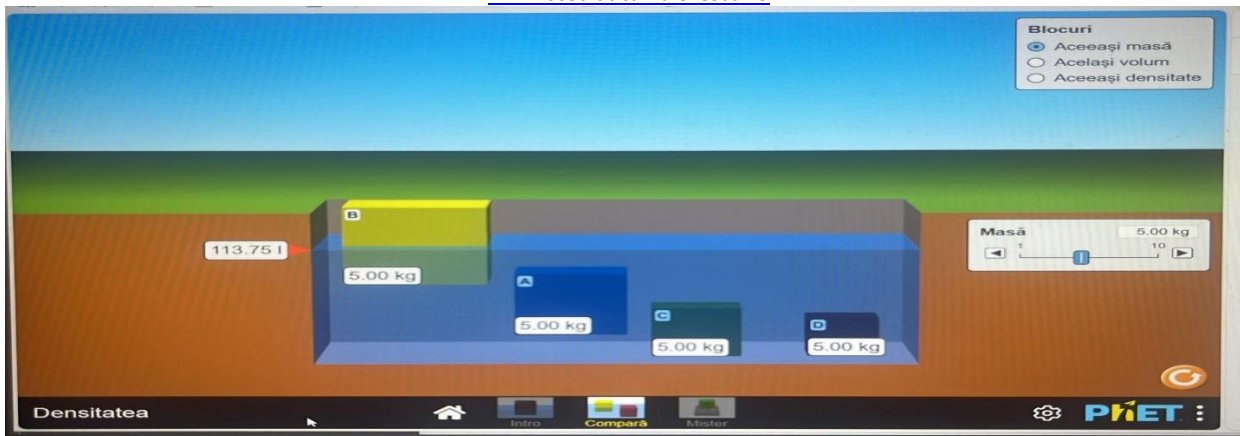 Blocuri
Aceeași masă
Același volum
Aceeași densitate
B
113.75 l
Masă 5.00 kg
1 10
5.00 kg
A
5.00 kg
C
5.00 kg
D
5.00 kg
Densitatea
Intro
Compară
Mister
PhET